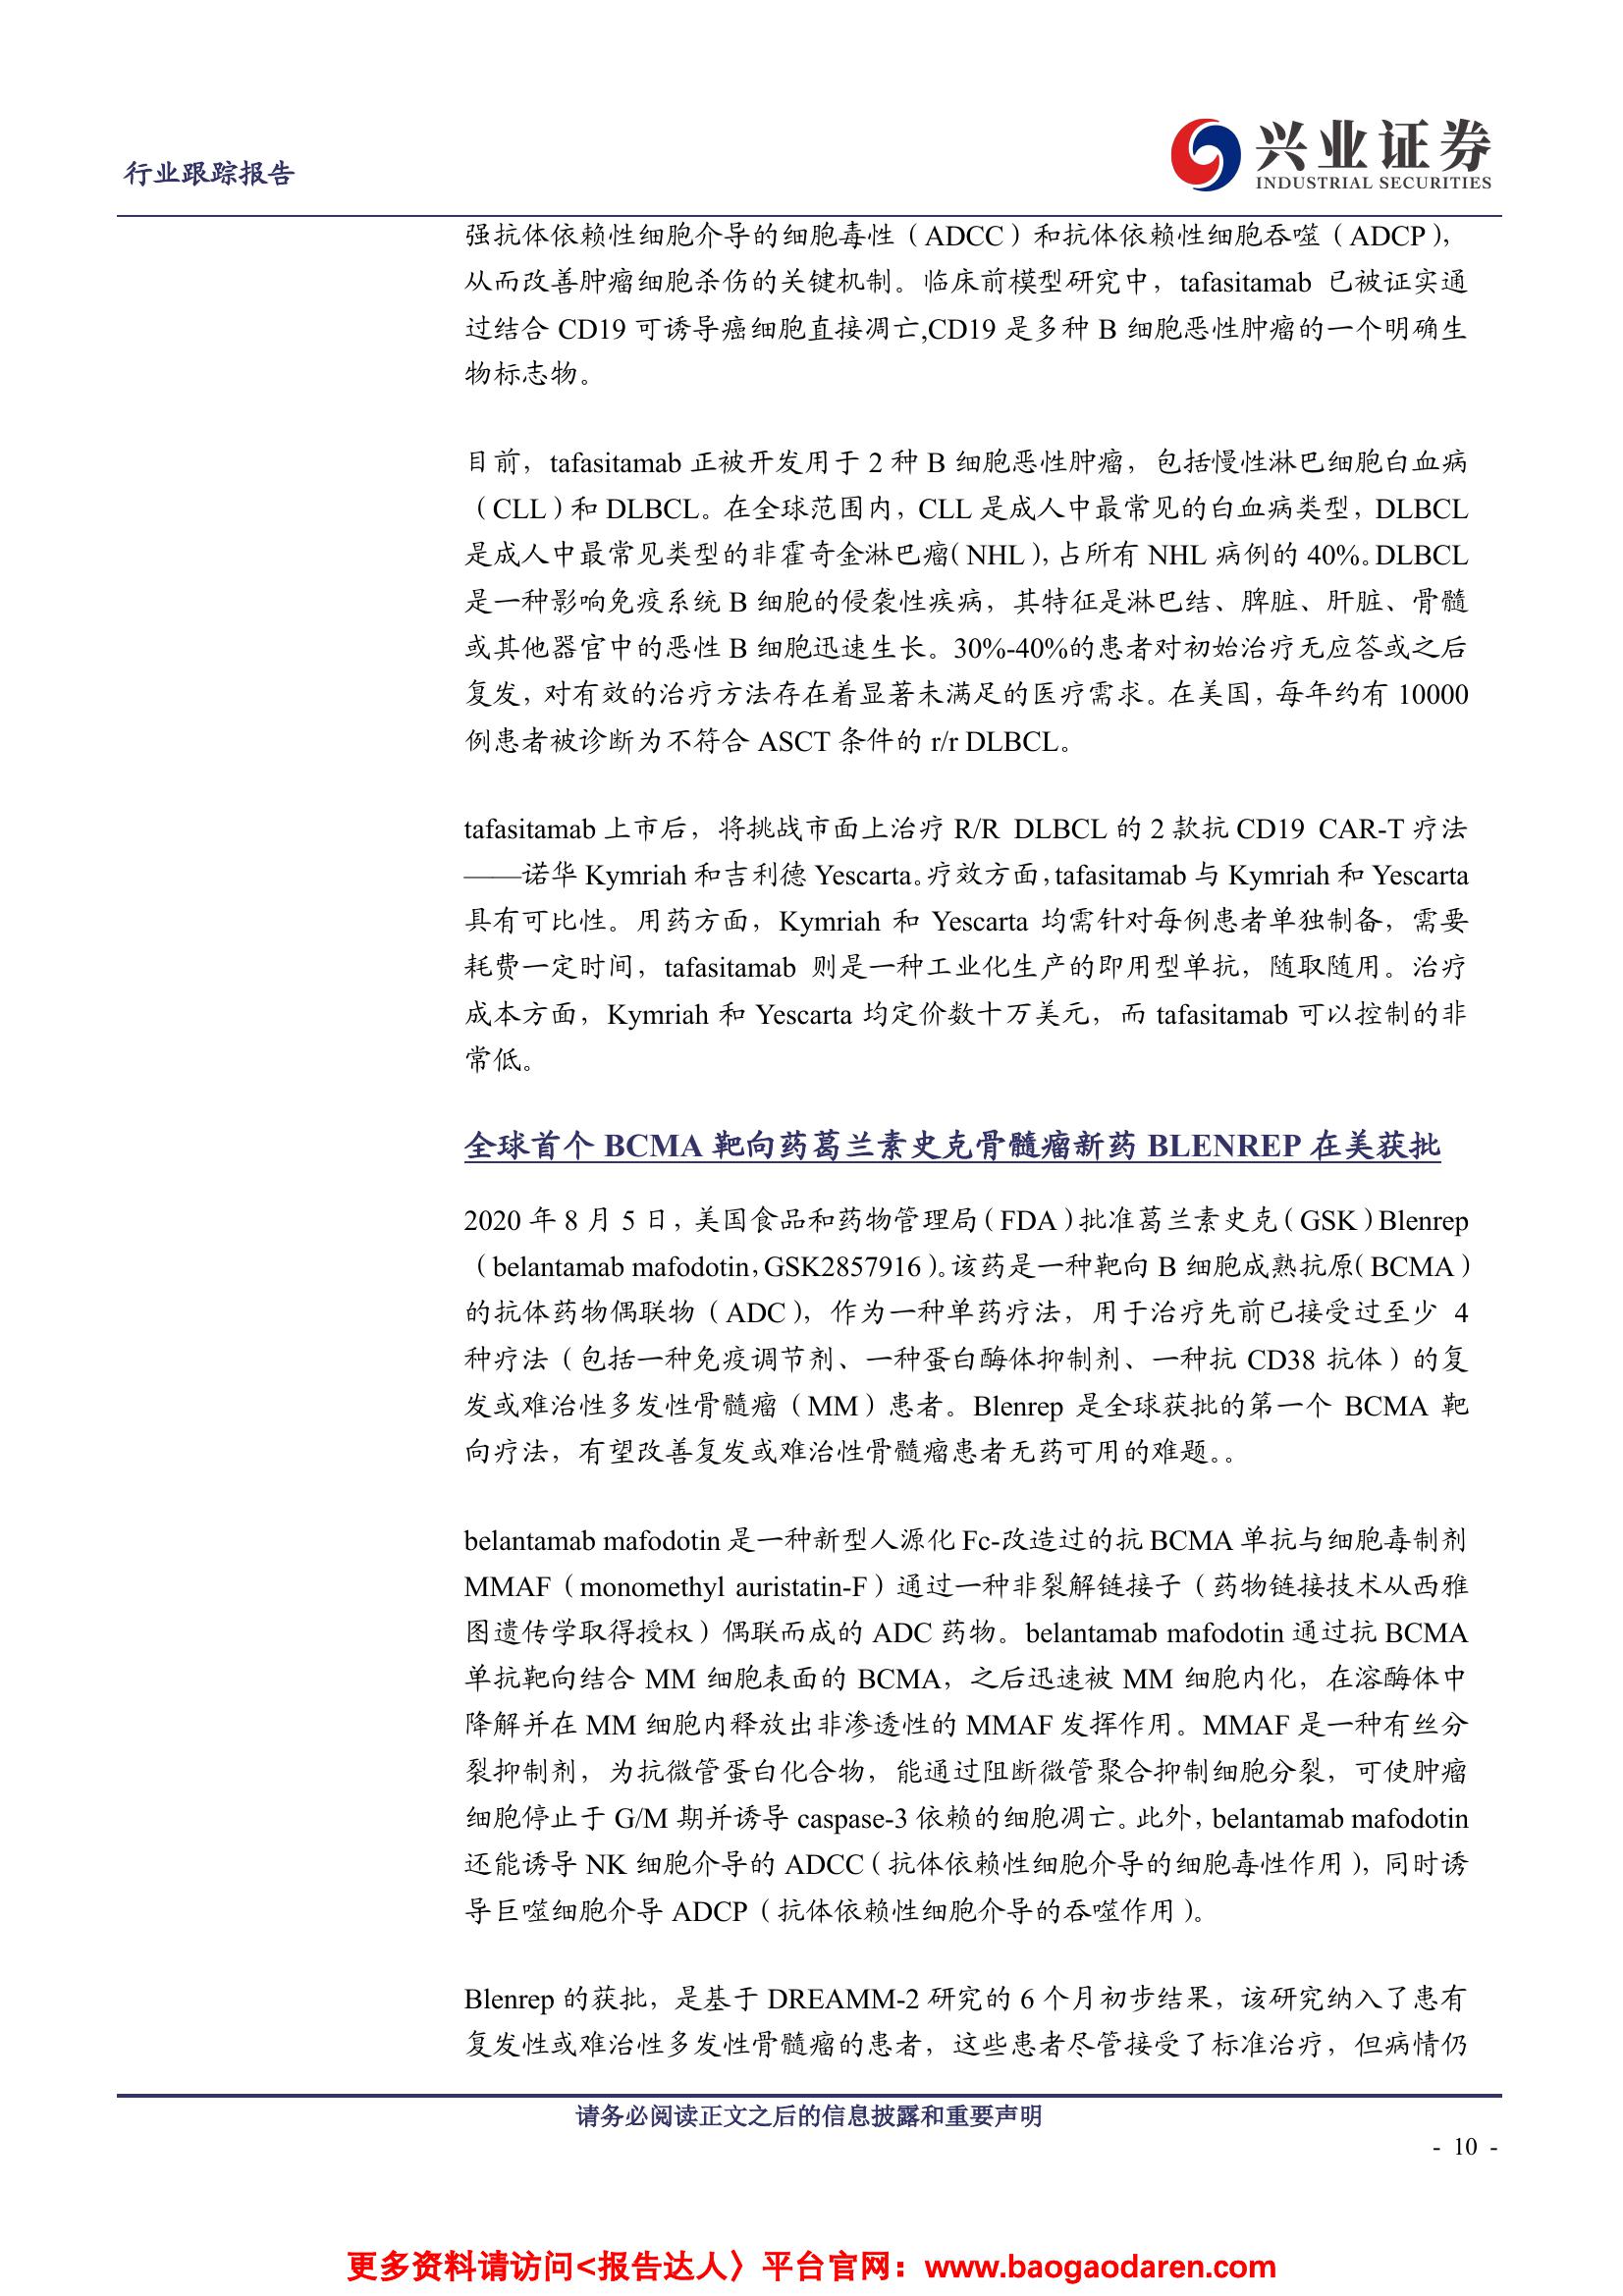 行业跟踪报告
兴业证券
INDUSTRIAL SECURITIES
强抗体依赖性细胞介导的细胞毒性（ADCC）和抗体依赖性细胞吞噬（ADCP），
从而改善肿瘤细胞杀伤的关键机制。临床前模型研究中，tafasitamab 已被证实通
过结合 CD19 可诱导癌细胞直接凋亡,CD19 是多种 B 细胞恶性肿瘤的一个明确生
物标志物。
目前，tafasitamab 正被开发用于 2 种 B 细胞恶性肿瘤，包括慢性淋巴细胞白血病
（CLL）和 DLBCL。在全球范围内，CLL 是成人中最常见的白血病类型，DLBCL
是成人中最常见类型的非霍奇金淋巴瘤（NHL），占所有 NHL 病例的 40%。DLBCL
是一种影响免疫系统 B 细胞的侵袭性疾病，其特征是淋巴结、脾脏、肝脏、骨髓
或其他器官中的恶性 B 细胞迅速生长。30%-40%的患者对初始治疗无应答或之后
复发，对有效的治疗方法存在着显著未满足的医疗需求。在美国，每年约有 10000
例患者被诊断为不符合 ASCT 条件的 r/r DLBCL。
tafasitamab 上市后，将挑战市面上治疗 R/R DLBCL 的 2 款抗 CD19 CAR-T 疗法
——诺华 Kymriah 和吉利德 Yescarta。疗效方面，tafasitamab 与 Kymriah 和 Yescarta
具有可比性。用药方面，Kymriah 和 Yescarta 均需针对每例患者单独制备，需要
耗费一定时间，tafasitamab 则是一种工业化生产的即用型单抗，随取随用。治疗
成本方面，Kymriah 和 Yescarta 均定价数十万美元，而 tafasitamab 可以控制的非
常低。
全球首个 BCMA 靶向药葛兰素史克骨髓瘤新药 BLENREP 在美获批
2020 年 8 月 5 日，美国食品和药物管理局（FDA）批准葛兰素史克（GSK）Blenrep
（belantamab mafodotin，GSK2857916）。该药是一种靶向 B 细胞成熟抗原（BCMA）
的抗体药物偶联物（ADC），作为一种单药疗法，用于治疗先前已接受过至少 4
种疗法（包括一种免疫调节剂、一种蛋白酶体抑制剂、一种抗 CD38 抗体）的复
发或难治性多发性骨髓瘤（MM）患者。Blenrep 是全球获批的第一个 BCMA 靶
向疗法，有望改善复发或难治性骨髓瘤患者无药可用的难题。。
belantamab mafodotin 是一种新型人源化 Fc-改造过的抗 BCMA 单抗与细胞毒制剂
MMAF（monomethyl auristatin-F）通过一种非裂解链接子（药物链接技术从西雅
图遗传学取得授权）偶联而成的 ADC 药物。belantamab mafodotin 通过抗 BCMA
单抗靶向结合 MM 细胞表面的 BCMA，之后迅速被 MM 细胞内化，在溶酶体中
降解并在 MM 细胞内释放出非渗透性的 MMAF 发挥作用。MMAF 是一种有丝分
裂抑制剂，为抗微管蛋白化合物，能通过阻断微管聚合抑制细胞分裂，可使肿瘤
细胞停止于 G/M 期并诱导 caspase-3 依赖的细胞凋亡。此外，belantamab mafodotin
还能诱导 NK 细胞介导的 ADCC（抗体依赖性细胞介导的细胞毒性作用），同时诱
导巨噬细胞介导 ADCP（抗体依赖性细胞介导的吞噬作用）。
Blenrep 的获批，是基于 DREAMM-2 研究的 6 个月初步结果，该研究纳入了患有
复发性或难治性多发性骨髓瘤的患者，这些患者尽管接受了标准治疗，但病情仍
请务必阅读正文之后的信息披露和重要声明
- 10 -
更多资料请访问<报告达人〉平台官网：www.baogaodaren.com